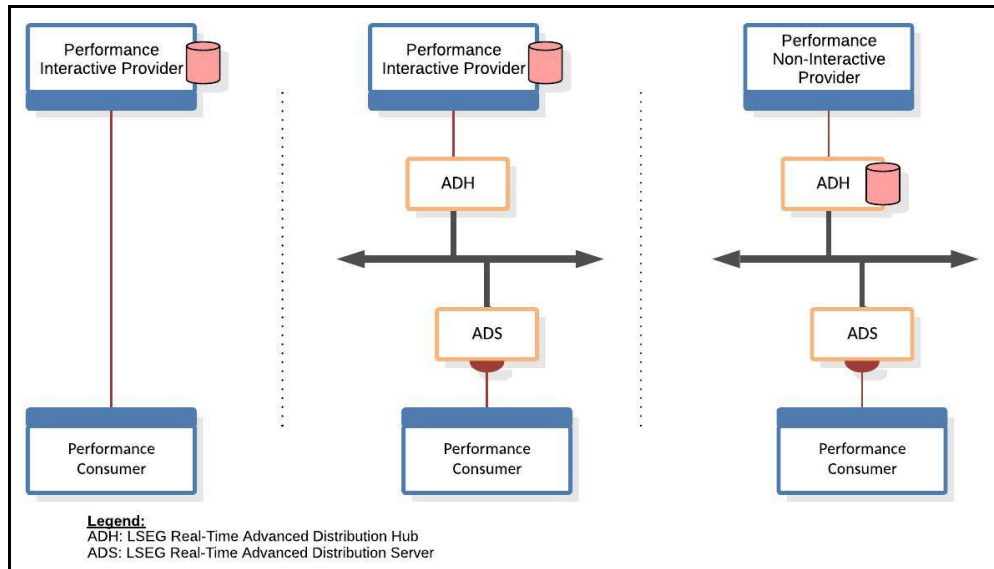 Performance
Interactive Provider
Performance
Interactive Provider
Performance
Non-Interactive
Provider
ADH
ADH
ADS
ADS
Performance
Consumer
Performance
Consumer
Performance
Consumer
Legend:
ADH: LSEG Real-Time Advanced Distribution Hub
ADS: LSEG Real-Time Advanced Distribution Server